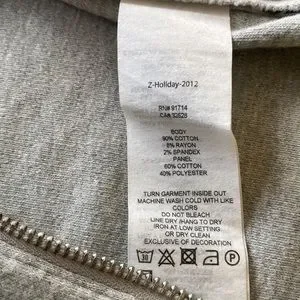 Z-Holiday-2012
RN# 91714
CA# 32628
BODY
90% COTTON
8% RAYON
2% SPANDEX
PANEL
60% COTTON
40% POLYESTER
TURN GARMENT INSIDE OUT
MACHINE WASH COLD WITH LIKE
COLORS
DO NOT BLEACH
LINE DRY (HANG TO DRY
IRON AT LOW SETTING
OR DRY CLEAN
EXCLUSIVE OF DECORATION